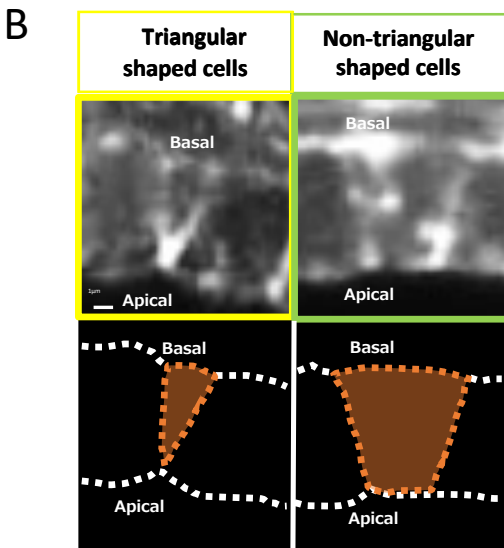 B
Triangular
shaped cells
Non-triangular
shaped cells
Basal
Basal
1μm
Apical
Apical
Basal
Basal
Apical
Apical